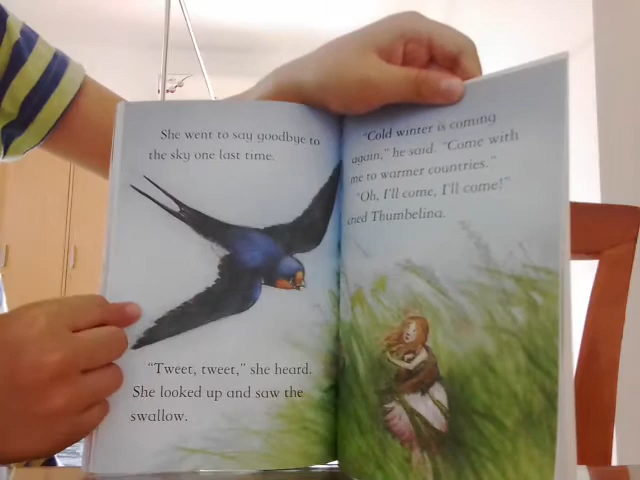 She went to say goodbye to
the sky one last time.
"Tweet, tweet," she heard.
She looked up and saw the
swallow.
"Cold winter is coming
again," he said. "Come with
me to warmer countries."
"Oh, I'll come, I'll come!"
cried Thumbelina.